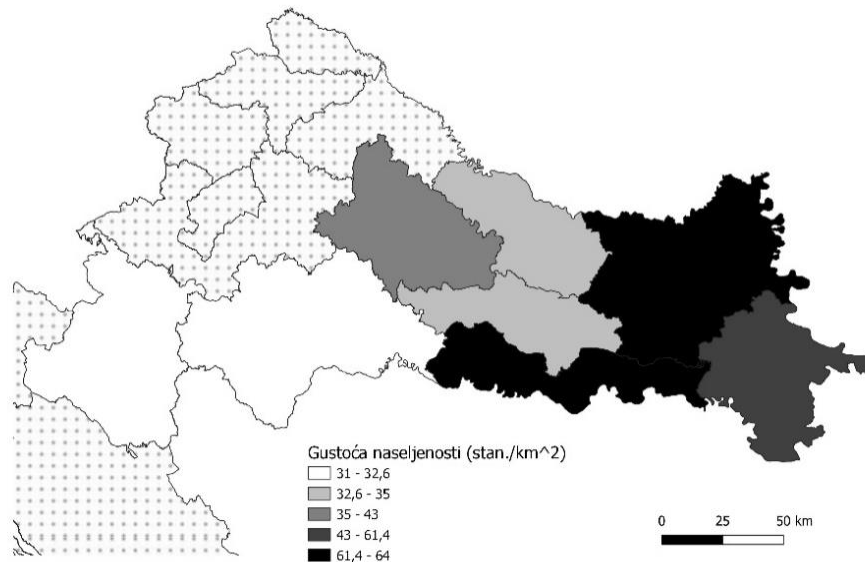 Gustoća naseljenosti (stan./km^2)
31 - 32,6
32,6 - 35
35 - 43
43 - 61,4
61,4 - 64
0 25 50 km